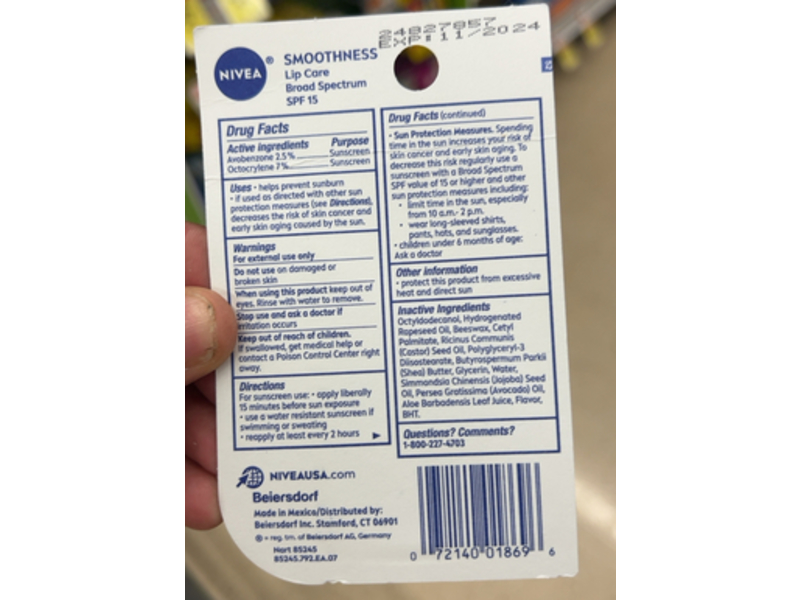 24827857
EXP: 11/2024
NIVEA
®
SMOOTHNESS
Lip Care
Broad Spectrum
SPF 15
Drug Facts
Active ingredients Purpose
Avobenzone 2.5% Sunscreen
Octocrylene 7% Sunscreen
Uses • helps prevent sunburn
• if used as directed with other sun
protection measures (see Directions),
decreases the risk of skin cancer and
early skin aging caused by the sun.
Warnings
For external use only
Do not use on damaged or
broken skin
When using this product keep out of
eyes. Rinse with water to remove.
Stop use and ask a doctor if
irritation occurs
Keep out of reach of children.
If swallowed, get medical help or
contact a Poison Control Center right
away.
Directions
For sunscreen use: • apply liberally
15 minutes before sun exposure
• use a water resistant sunscreen if
swimming or sweating
• reapply at least every 2 hours
Drug Facts (continued)
• Sun Protection Measures. Spending
time in the sun increases your risk of
skin cancer and early skin aging. To
decrease this risk regularly use a
sunscreen with a Broad Spectrum
SPF value of 15 or higher and other
sun protection measures including:
• limit time in the sun, especially
from 10 a.m.- 2 p.m.
• wear long-sleeved shirts,
pants, hats, and sunglasses.
• children under 6 months of age:
Ask a doctor
Other information
• protect this product from excessive
heat and direct sun
Inactive Ingredients
Octyldodecanol, Hydrogenated
Rapeseed Oil, Beeswax, Cetyl
Palmitate, Ricinus Communis
(Castor) Seed Oil, Polyglyceryl-3
Diisostearate, Butyrospermum Parkii
(Shea) Butter, Glycerin, Water,
Simmondsia Chinensis (Jojoba) Seed
Oil, Persea Gratissima (Avocado) Oil,
Aloe Barbadensis Leaf Juice, Flavor,
BHT.
Questions? Comments?
1-800-227-4703
NIVEAUSA.com
Beiersdorf
Made in Mexico/Distributed by:
Beiersdorf Inc. Stamford, CT 06901
® = reg. tm. of Beiersdorf AG, Germany
Nart 85245
85245.792.EA.07
0 72140 01869 6